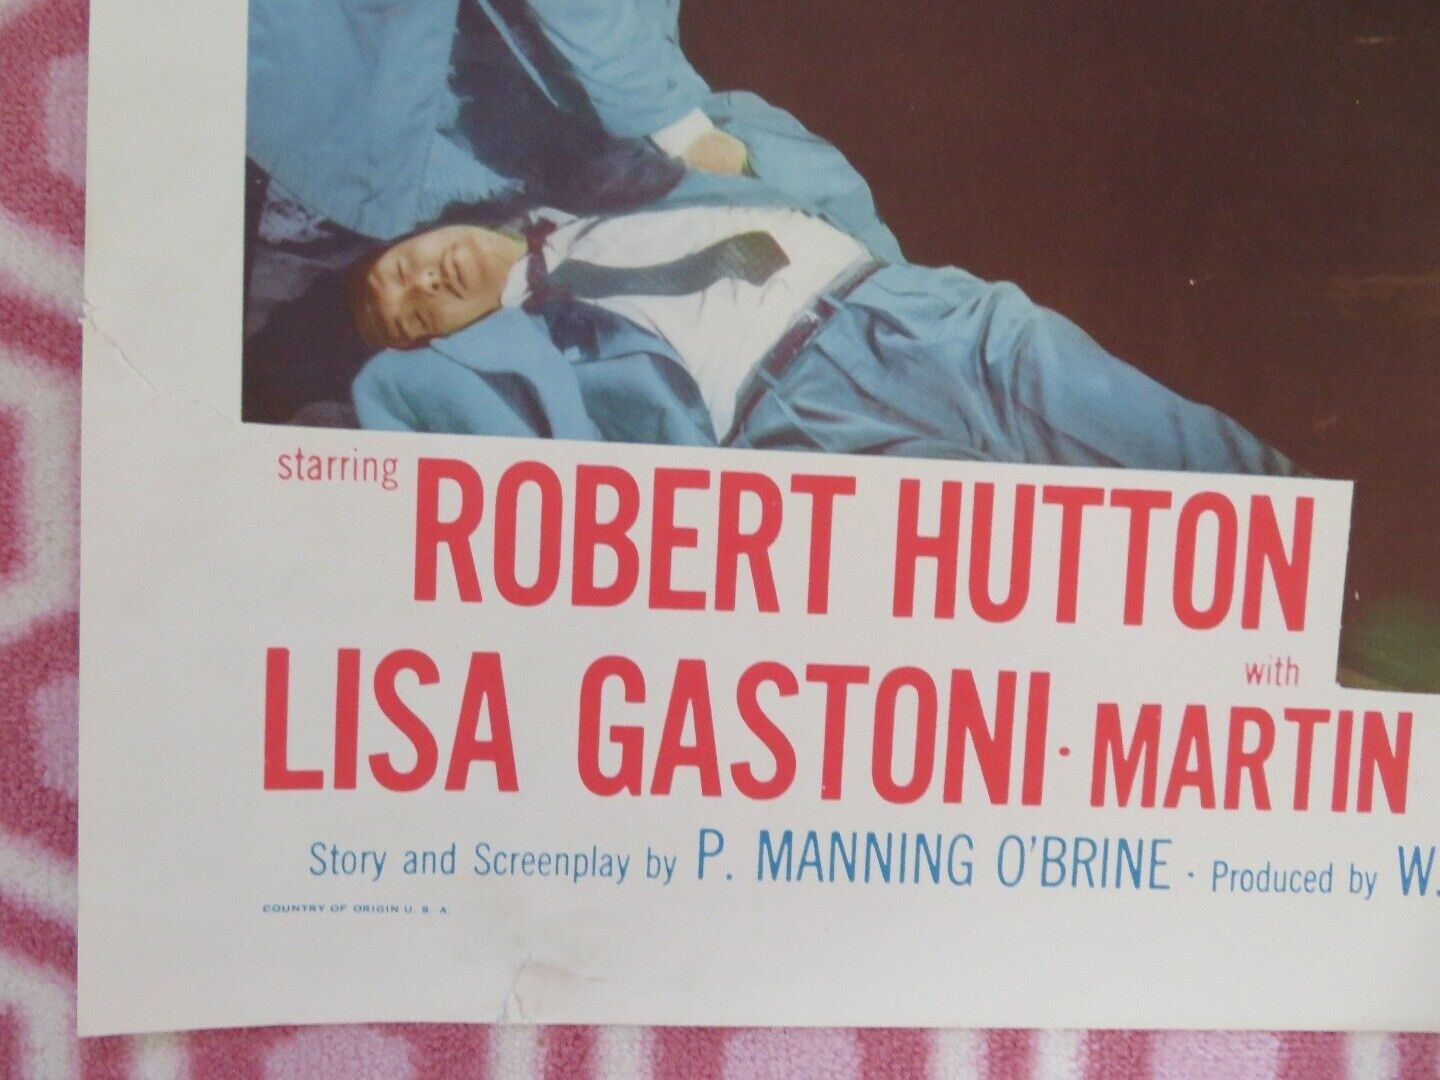 starring ROBERT HUTTON
with
LISA GASTONI · MARTIN
Story and Screenplay by P. MANNING O'BRINE · Produced by W.
COUNTRY OF ORIGIN U. S. A.